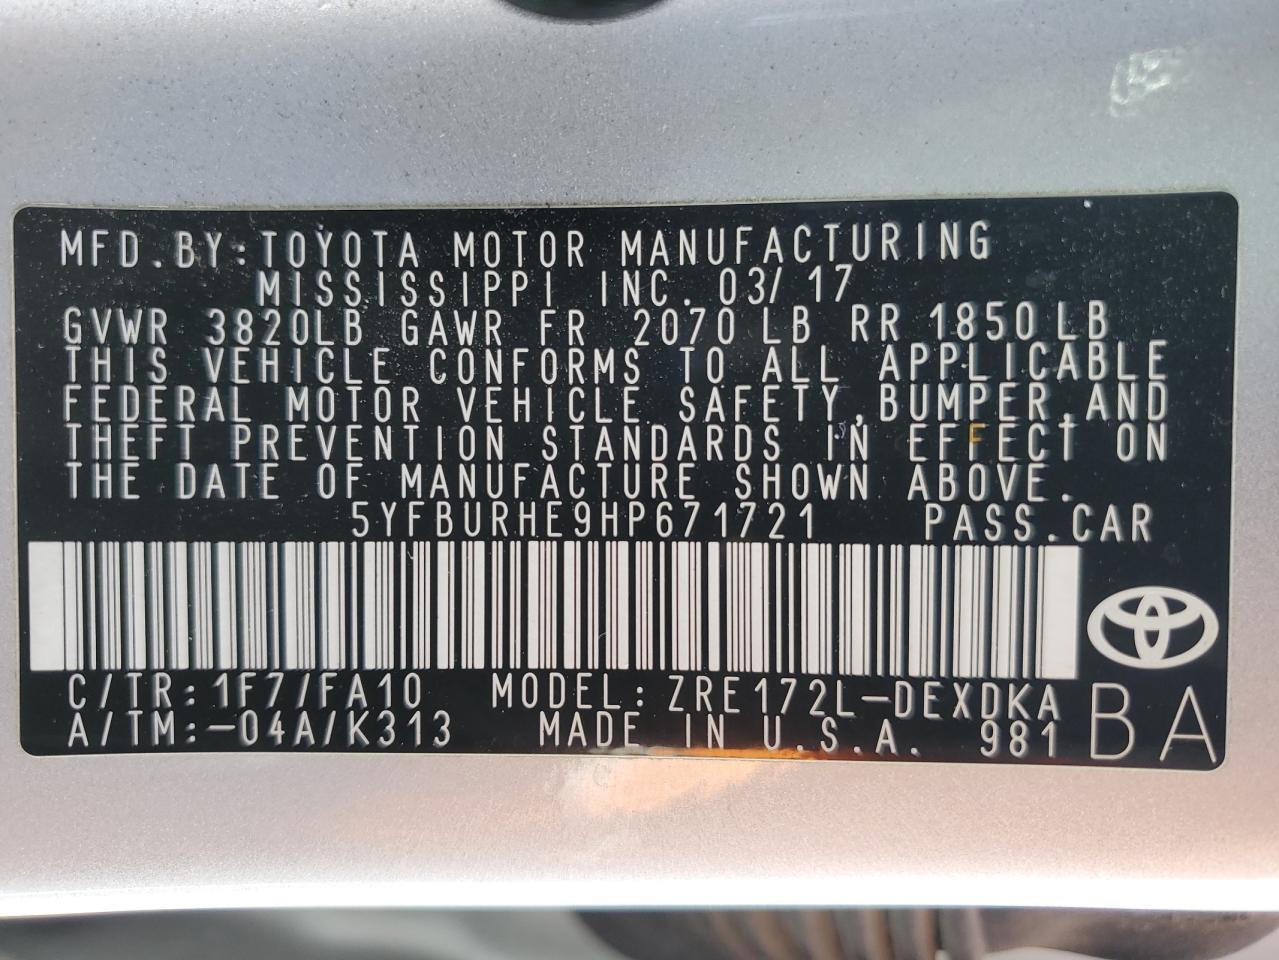 MFD.BY:TOYOTA MOTOR MANUFACTURING
MISSISSIPPI INC. 03/17
GVWR 3820LB GAWR FR 2070LB RR 1850LB
THIS VEHICLE CONFORMS TO ALL APPLICABLE
FEDERAL MOTOR VEHICLE SAFETY,BUMPER,AND
THEFT PREVENTION STANDARDS IN EFFECT ON
THE DATE OF MANUFACTURE SHOWN ABOVE.
5YFBURHE9HP671721 PASS.CAR
C/TR:1F7/FA10 MODEL:ZRE172L-DEXDKA
A/TM:-04A/K313 MADE IN U.S.A. 981
BA